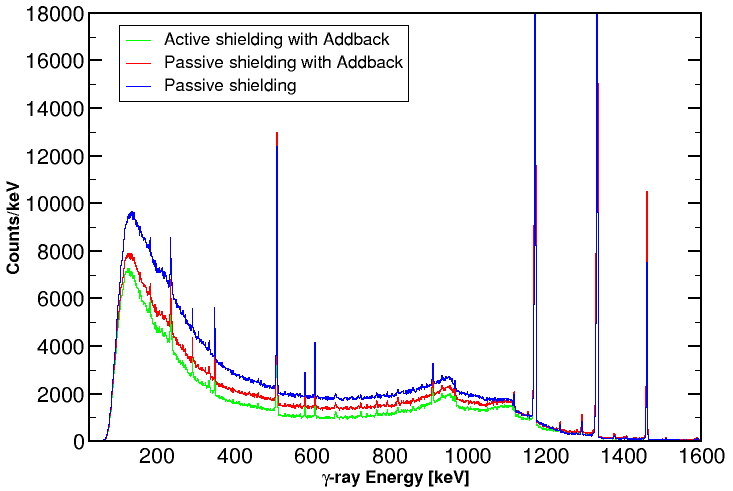 18000
16000
14000
12000
10000
8000
6000
4000
2000
0
Counts/keV
Active shielding with Addback
Passive shielding with Addback
Passive shielding
200 400 600 800 1000 1200 1400 1600
γ-ray Energy [keV]